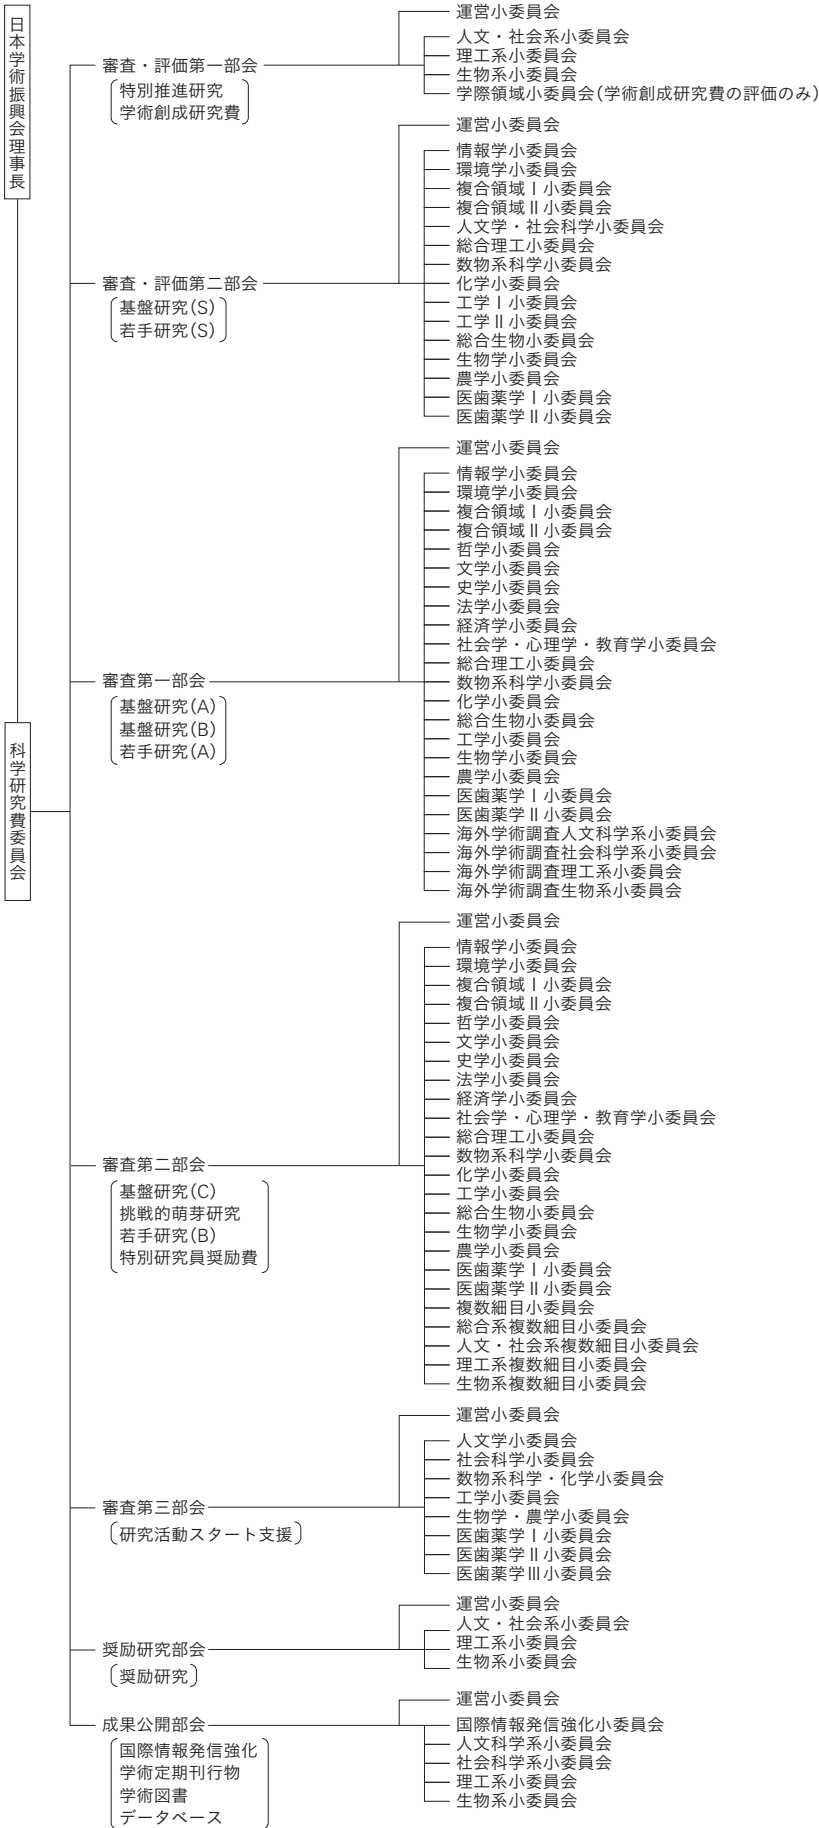 日本学術振興会理事長
科学研究費委員会
審査・評価第一部会
特別推進研究
学術創成研究費
運営小委員会
人文・社会系小委員会
理工系小委員会
生物系小委員会
学際領域小委員会(学術創成研究費の評価のみ)
審査・評価第二部会
基盤研究(S)
若手研究(S)
運営小委員会
情報学小委員会
環境学小委員会
複合領域Ⅰ小委員会
複合領域Ⅱ小委員会
人文学・社会科学小委員会
総合理工小委員会
数物系科学小委員会
化学小委員会
工学Ⅰ小委員会
工学Ⅱ小委員会
総合生物小委員会
生物学小委員会
農学小委員会
医歯薬学Ⅰ小委員会
医歯薬学Ⅱ小委員会
審査第一部会
基盤研究(A)
基盤研究(B)
若手研究(A)
運営小委員会
情報学小委員会
環境学小委員会
複合領域Ⅰ小委員会
複合領域Ⅱ小委員会
哲学小委員会
文学小委員会
史学小委員会
法学小委員会
経済学小委員会
社会学・心理学・教育学小委員会
総合理工小委員会
数物系科学小委員会
化学小委員会
総合生物小委員会
工学小委員会
生物学小委員会
農学小委員会
医歯薬学Ⅰ小委員会
医歯薬学Ⅱ小委員会
海外学術調査人文科学系小委員会
海外学術調査社会科学系小委員会
海外学術調査理工系小委員会
海外学術調査生物系小委員会
審査第二部会
基盤研究(C)
挑戦的萌芽研究
若手研究(B)
特別研究員奨励費
運営小委員会
情報学小委員会
環境学小委員会
複合領域Ⅰ小委員会
複合領域Ⅱ小委員会
哲学小委員会
文学小委員会
史学小委員会
法学小委員会
経済学小委員会
社会学・心理学・教育学小委員会
総合理工小委員会
数物系科学小委員会
化学小委員会
工学小委員会
総合生物小委員会
生物学小委員会
農学小委員会
医歯薬学Ⅰ小委員会
医歯薬学Ⅱ小委員会
複数細目小委員会
総合系複数細目小委員会
人文・社会系複数細目小委員会
理工系複数細目小委員会
生物系複数細目小委員会
審査第三部会
研究活動スタート支援
運営小委員会
人文学小委員会
社会科学小委員会
数物系科学・化学小委員会
工学小委員会
生物学・農学小委員会
医歯薬学Ⅰ小委員会
医歯薬学Ⅱ小委員会
医歯薬学Ⅲ小委員会
奨励研究部会
奨励研究
運営小委員会
人文・社会系小委員会
理工系小委員会
生物系小委員会
成果公開部会
国際情報発信強化
学術定期刊行物
学術図書
データベース
運営小委員会
国際情報発信強化小委員会
人文科学系小委員会
社会科学系小委員会
理工系小委員会
生物系小委員会